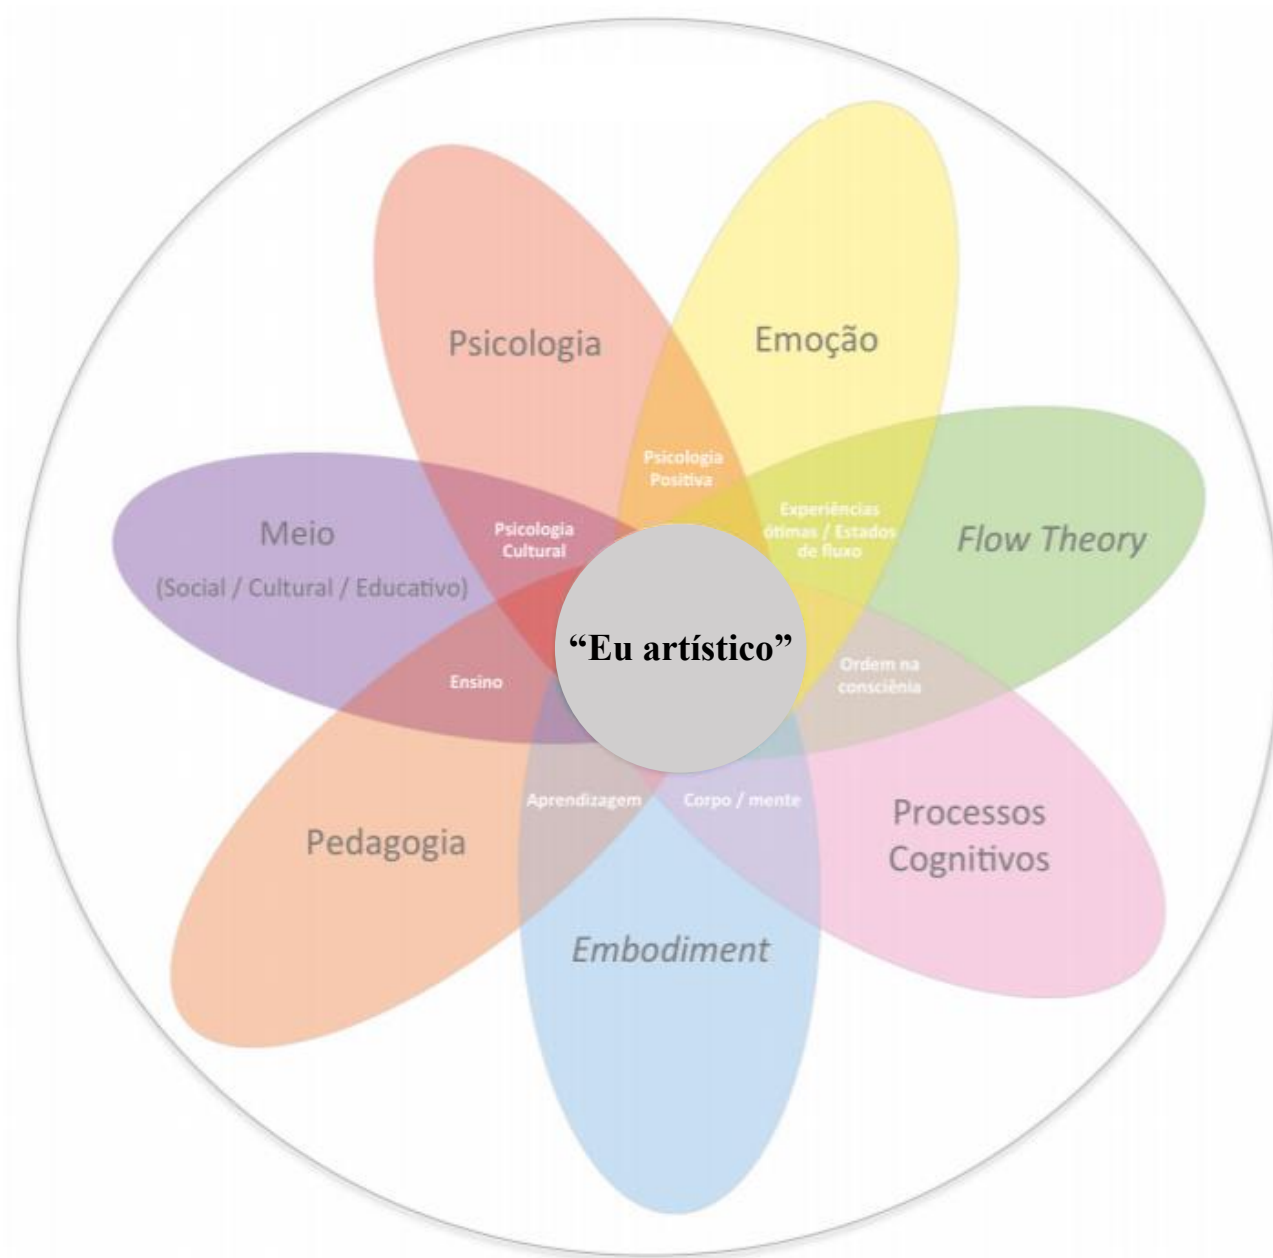 Psicologia
Emoção
Psicologia
Positiva
Experiências
ótimas / Estados
de fluxo
Flow Theory
Meio
(Social / Cultural / Educativo)
Psicologia
Cultural
“Eu artístico”
Ensino
Ordem na
consciênia
Aprendizagem
Corpo / mente
Pedagogia
Processos
Cognitivos
Embodiment